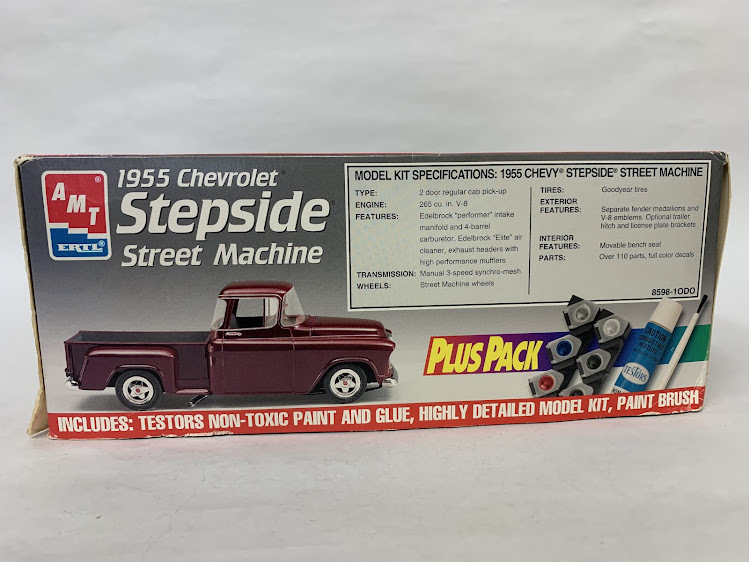 AMT®
ERTL®
1955 Chevrolet®
Stepside®
Street Machine
MODEL KIT SPECIFICATIONS: 1955 CHEVY® STEPSIDE® STREET MACHINE
TYPE: 2 door regular cab pick-up
ENGINE: 265 cu. in. V-8
FEATURES: Edelbrock "performer" intake
manifold and 4-barrel
carburetor. Edelbrock "Elite" air
cleaner, exhaust headers with
high performance mufflers
TRANSMISSION: Manual 3-speed synchro-mesh
WHEELS: Street Machine wheels
TIRES: Goodyear tires
EXTERIOR
FEATURES: Separate fender medallions and
V-8 emblems. Optional trailer
hitch and license plate brackets
INTERIOR
FEATURES: Movable bench seat
PARTS: Over 110 parts, full color decals
8598-1ODO
PLUS PACK
CAUTION
TESTORS
INCLUDES: TESTORS NON-TOXIC PAINT AND GLUE, HIGHLY DETAILED MODEL KIT, PAINT BRUSH